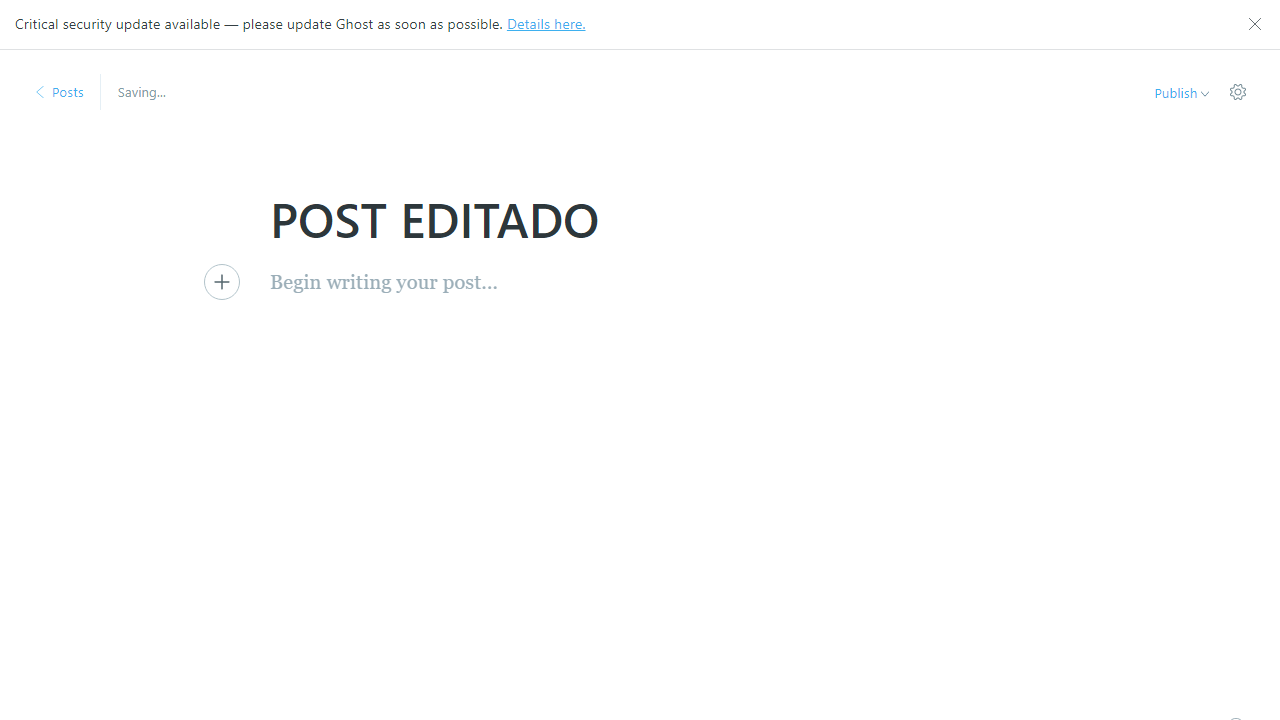 Critical security update available — please update Ghost as soon as possible. Details here.
Posts
Saving...
Publish
POST EDITADO
Begin writing your post...